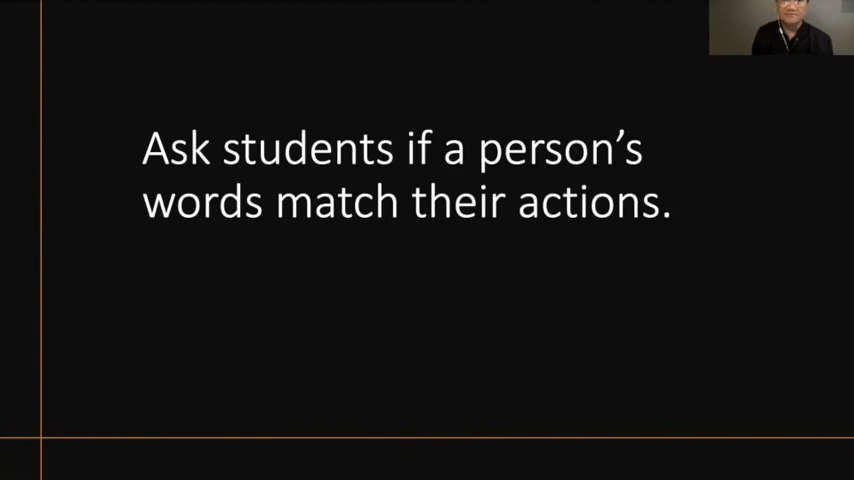 Ask students if a person’s
words match their actions.